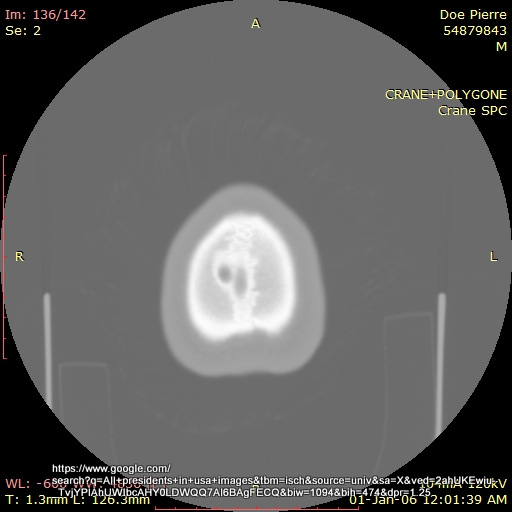 Im: 136/142
Se: 2
A
Doe Pierre
54879843
M
CRANE+POLYGONE
Crane SPC
R
L
https://www.google.com/
search?q=All+presidents+in+usa+images&tbm=isch&source=univ&sa=X&ved=2ahUKEwiu
120kV
T: 1.3mm L: 126.3mm
01-Jan-06 12:01:39 AM